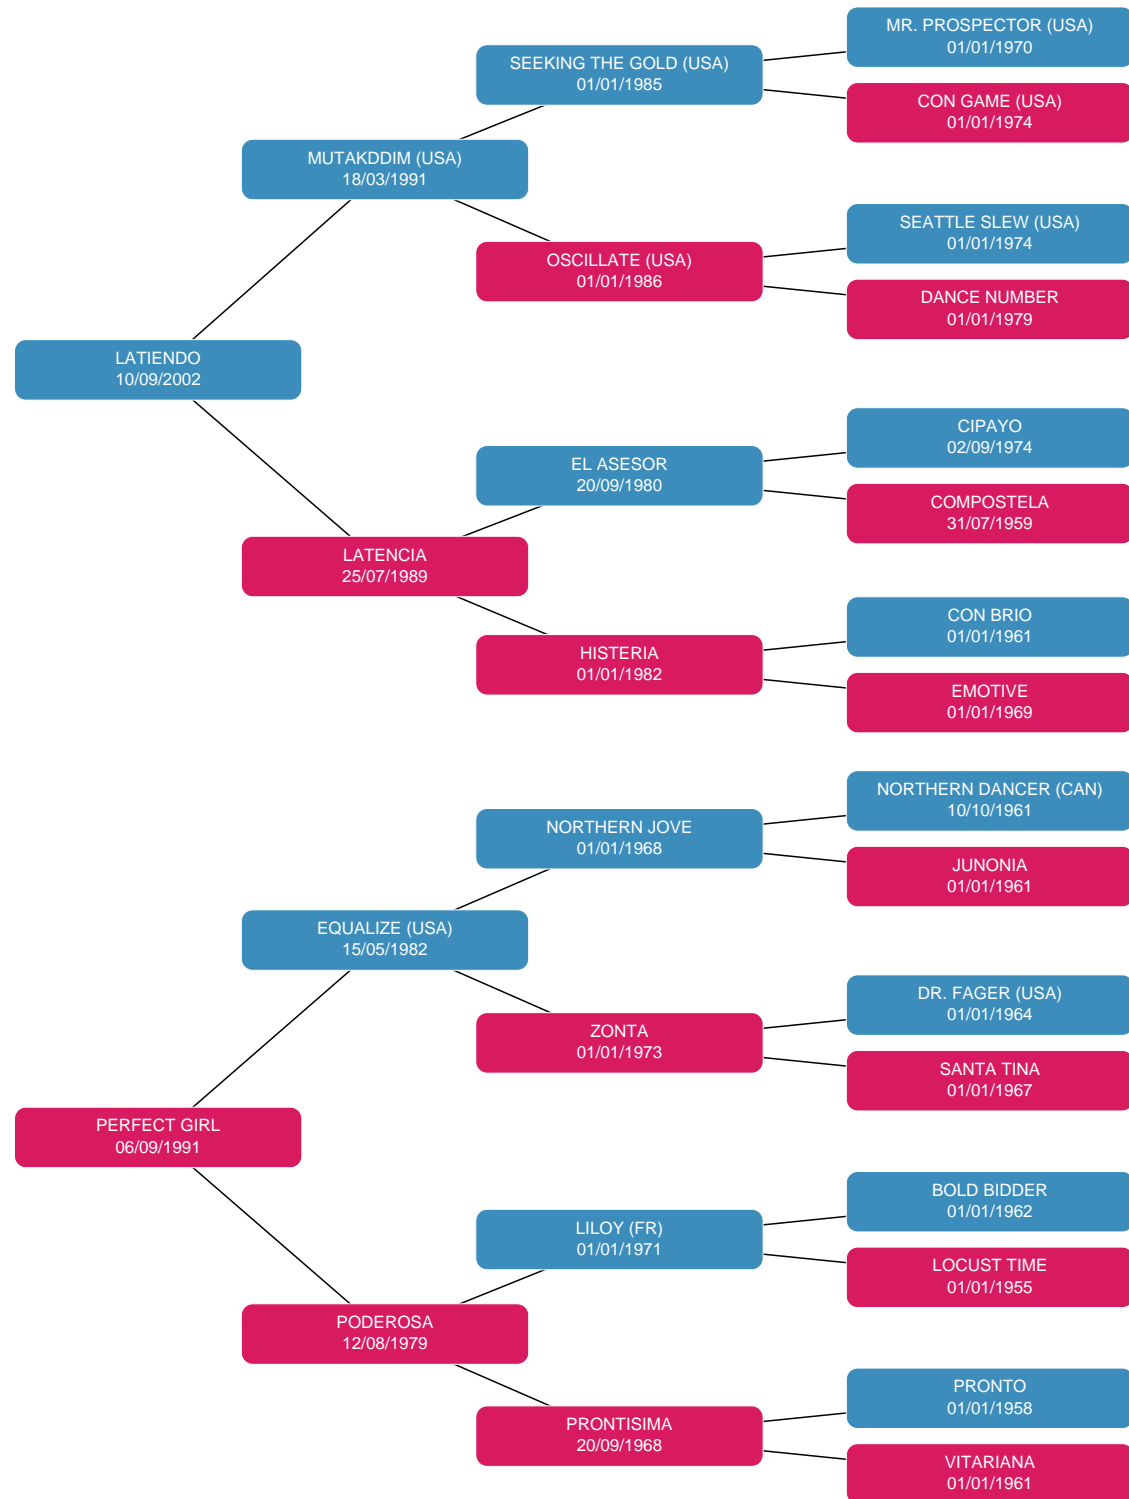 MR. PROSPECTOR (USA)
01/01/1970
SEEKING THE GOLD (USA)
01/01/1985
CON GAME (USA)
01/01/1974
MUTAKDDIM (USA)
18/03/1991
SEATTLE SLEW (USA)
01/01/1974
OSCILLATE (USA)
01/01/1986
DANCE NUMBER
01/01/1979
LATIENDO
10/09/2002
CIPAYO
02/09/1974
EL ASESOR
20/09/1980
COMPOSTELA
31/07/1959
LATENCIA
25/07/1989
CON BRIO
01/01/1961
HISTERIA
01/01/1982
EMOTIVE
01/01/1969
NORTHERN DANCER (CAN)
10/10/1961
NORTHERN JOVE
01/01/1968
JUNONIA
01/01/1961
EQUALIZE (USA)
15/05/1982
DR. FAGER (USA)
01/01/1964
ZONTA
01/01/1973
SANTA TINA
01/01/1967
PERFECT GIRL
06/09/1991
BOLD BIDDER
01/01/1962
LILOY (FR)
01/01/1971
LOCUST TIME
01/01/1955
PODEROSA
12/08/1979
PRONTO
01/01/1958
PRONTISIMA
20/09/1968
VITARIANA
01/01/1961